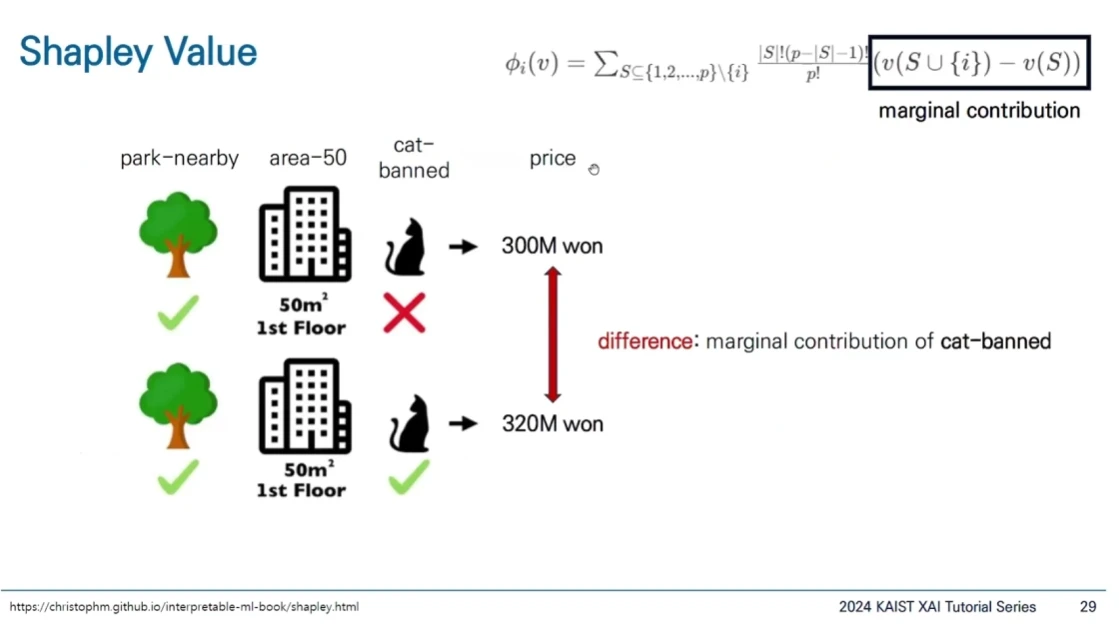 Shapley Value
ϕᵢ(v) = ∑_{S⊆{1,2,...,p}\{i}} |S|!(p−|S|−1)!/p! (v(S ∪ {i}) − v(S))
marginal contribution
park-nearby area-50 cat-banned price
300M won
50m²
1st Floor
difference: marginal contribution of cat-banned
320M won
50m²
1st Floor
https://christophm.github.io/interpretable-ml-book/shapley.html
2024 KAIST XAI Tutorial Series 29